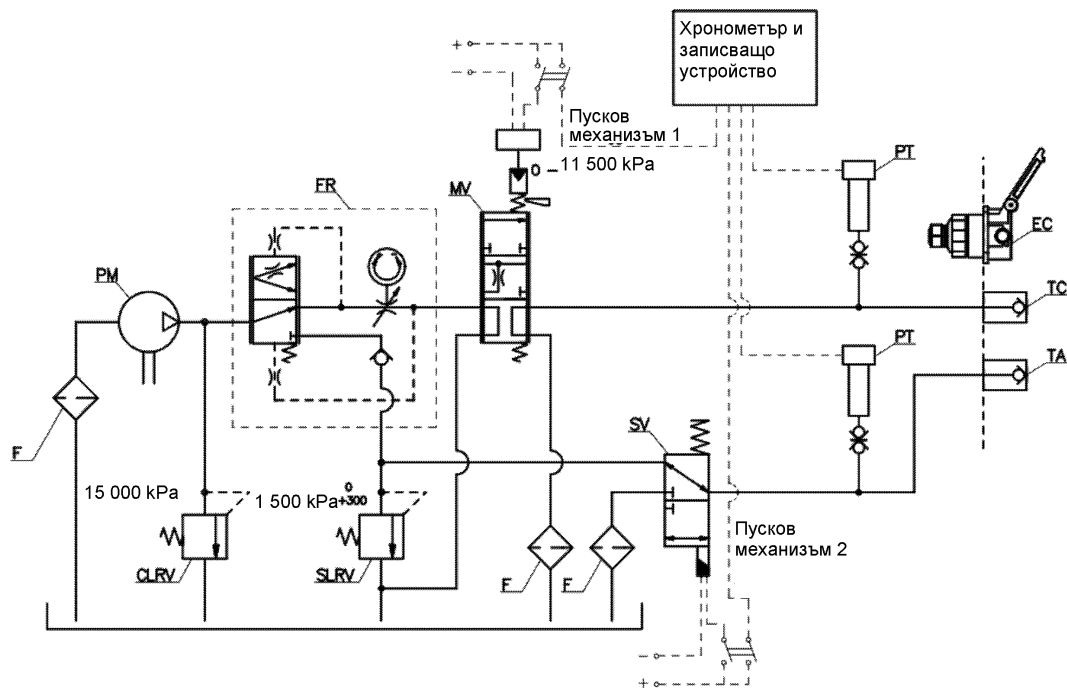 Хронометър и
записващо
устройство
+
−
Пусков
механизъм 1
0 – 11 500 kPa
PT
FR
MV
EC
PM
TC
PT
TA
SV
F
15 000 kPa
1 500 kPa
0
+300
Пусков
механизъм 2
CLRV
SLRV
F
F
−
+